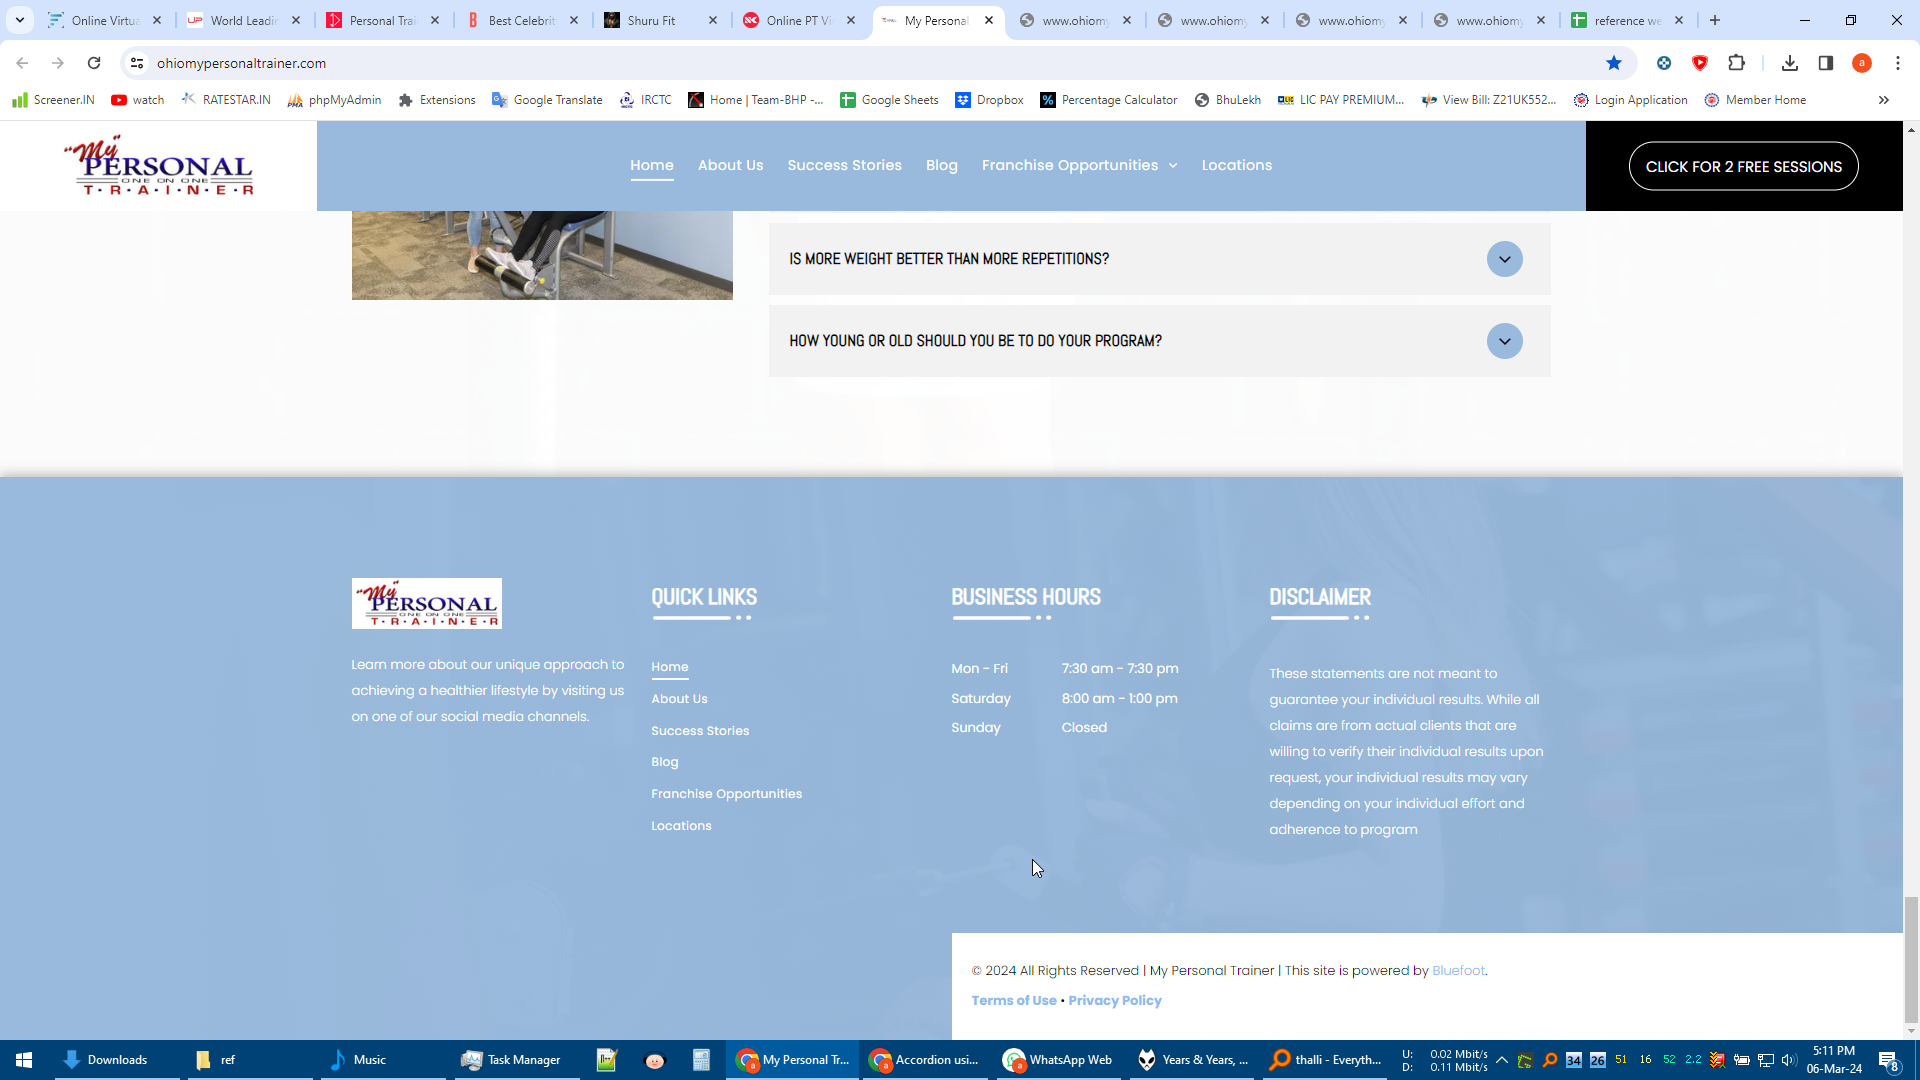 Online Virtua
World Leadin
Personal Trai
Best Celebrit
Shuru Fit
Online PT Vi
My Personal
www.ohiomy
www.ohiomy
www.ohiomy
www.ohiomy
reference we
ohiomypersonaltrainer.com
a
Screener.IN
watch
RATESTAR.IN
phpMyAdmin
Extensions
Google Translate
IRCTC
Home | Team-BHP -...
Google Sheets
Dropbox
Percentage Calculator
BhuLekh
LIC PAY PREMIUM...
View Bill: Z21UK552...
Login Application
Member Home
"My
PERSONAL
ONE ON ONE
T·R·A·I·N·E·R
Home
About Us
Success Stories
Blog
Franchise Opportunities
Locations
CLICK FOR 2 FREE SESSIONS
IS MORE WEIGHT BETTER THAN MORE REPETITIONS?
HOW YOUNG OR OLD SHOULD YOU BE TO DO YOUR PROGRAM?
"My
PERSONAL
ONE ON ONE
T·R·A·I·N·E·R
Learn more about our unique approach to
achieving a healthier lifestyle by visiting us
on one of our social media channels.
QUICK LINKS
Home
About Us
Success Stories
Blog
Franchise Opportunities
Locations
BUSINESS HOURS
Mon - Fri 7:30 am - 7:30 pm
Saturday 8:00 am - 1:00 pm
Sunday Closed
DISCLAIMER
These statements are not meant to
guarantee your individual results. While all
claims are from actual clients that are
willing to verify their individual results upon
request, your individual results may vary
depending on your individual effort and
adherence to program
© 2024 All Rights Reserved | My Personal Trainer | This site is powered by Bluefoot.
Terms of Use • Privacy Policy
Downloads
ref
Music
Task Manager
My Personal Tr...
Accordion usi...
WhatsApp Web
Years & Years, ...
thalli - Everyth...
U: 0.02 Mbit/s
D: 0.11 Mbit/s
34
26
51
16
52
2.2
5:11 PM
06-Mar-24
8